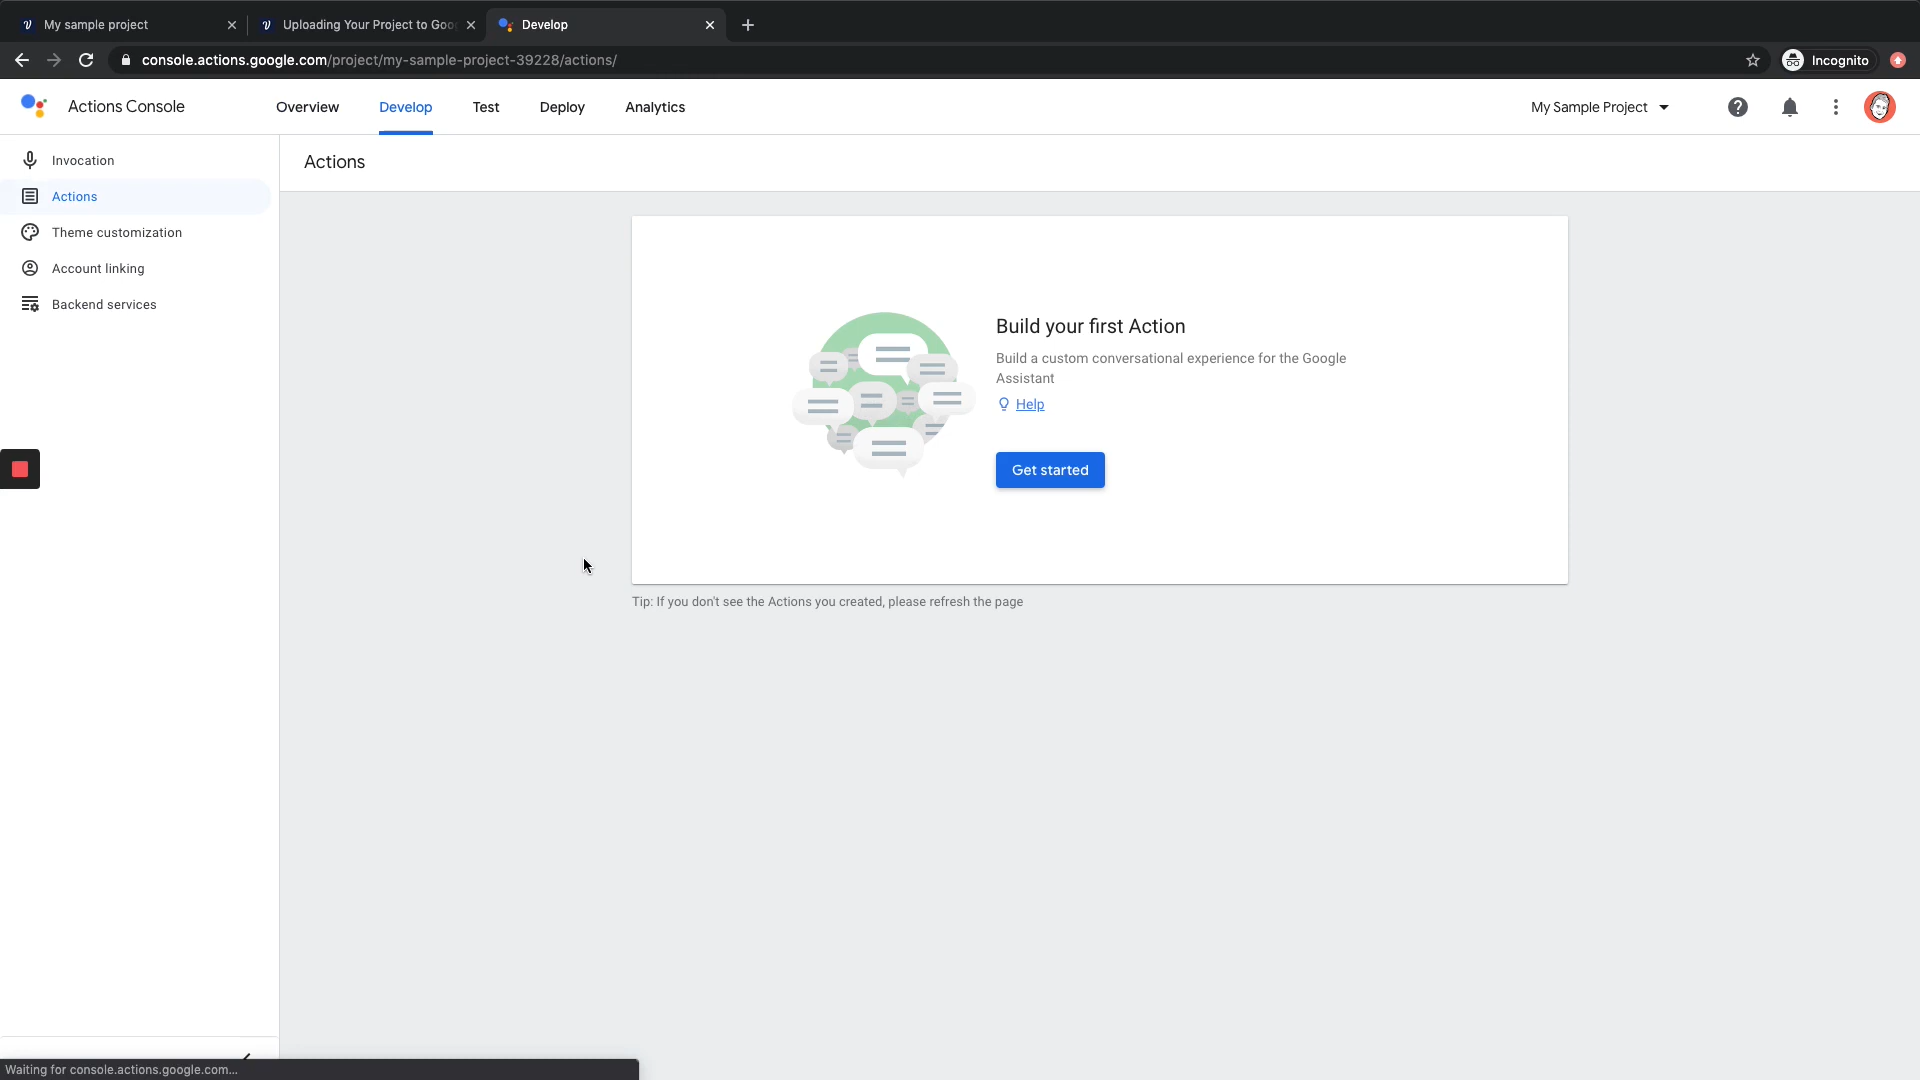 My sample project
Uploading Your Project to Goo
Develop
console.actions.google.com/project/my-sample-project-39228/actions/
Incognito
Actions Console
Overview
Develop
Test
Deploy
Analytics
My Sample Project
Invocation
Actions
Theme customization
Account linking
Backend services
Actions
Build your first Action
Build a custom conversational experience for the Google
Assistant
Help
Get started
Tip: If you don't see the Actions you created, please refresh the page
Waiting for console.actions.google.com...